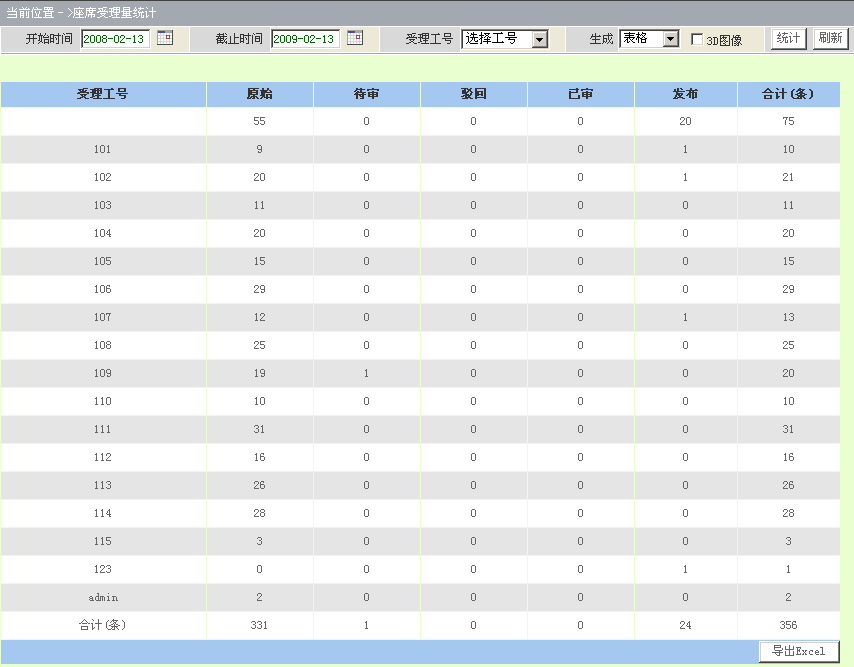 当前位置->座席受理量统计
开始时间 2008-02-13 截止时间 2009-02-13 受理工号 选择工号 生成 表格 3D图像 统计 刷新
受理工号 原始 待审 驳回 已审 发布 合计(条)
55 0 0 0 20 75
101 9 0 0 0 1 10
102 20 0 0 0 1 21
103 11 0 0 0 0 11
104 20 0 0 0 0 20
105 15 0 0 0 0 15
106 29 0 0 0 0 29
107 12 0 0 0 1 13
108 25 0 0 0 0 25
109 19 1 0 0 0 20
110 10 0 0 0 0 10
111 31 0 0 0 0 31
112 16 0 0 0 0 16
113 26 0 0 0 0 26
114 28 0 0 0 0 28
115 3 0 0 0 0 3
123 0 0 0 0 1 1
admin 2 0 0 0 0 2
合计(条) 331 1 0 0 24 356
导出Excel